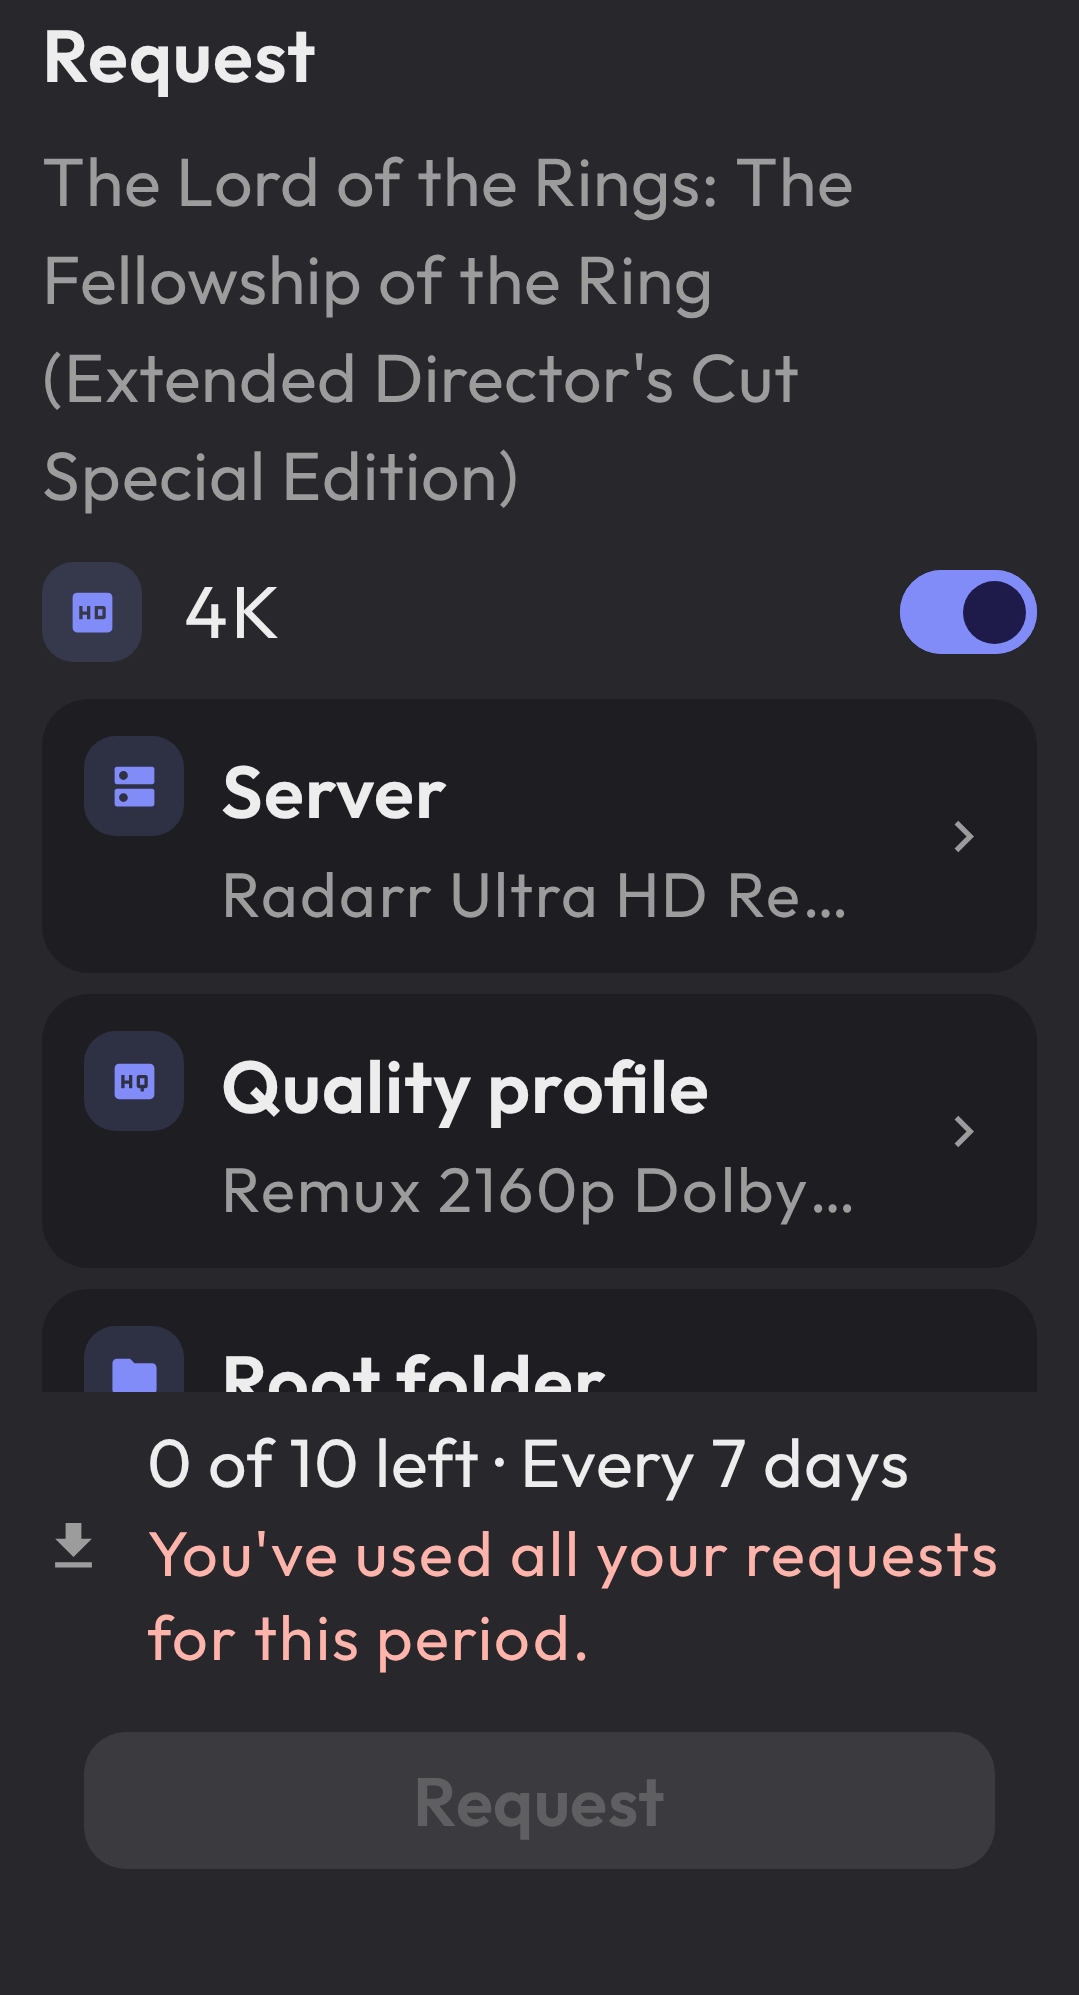 Request
The Lord of the Rings: The
Fellowship of the Ring
(Extended Director's Cut
Special Edition)
HD 4K
Server
Radarr Ultra HD Re…
HQ Quality profile
Remux 2160p Dolby…
Root folder
0 of 10 left · Every 7 days
You've used all your requests
for this period.
Request